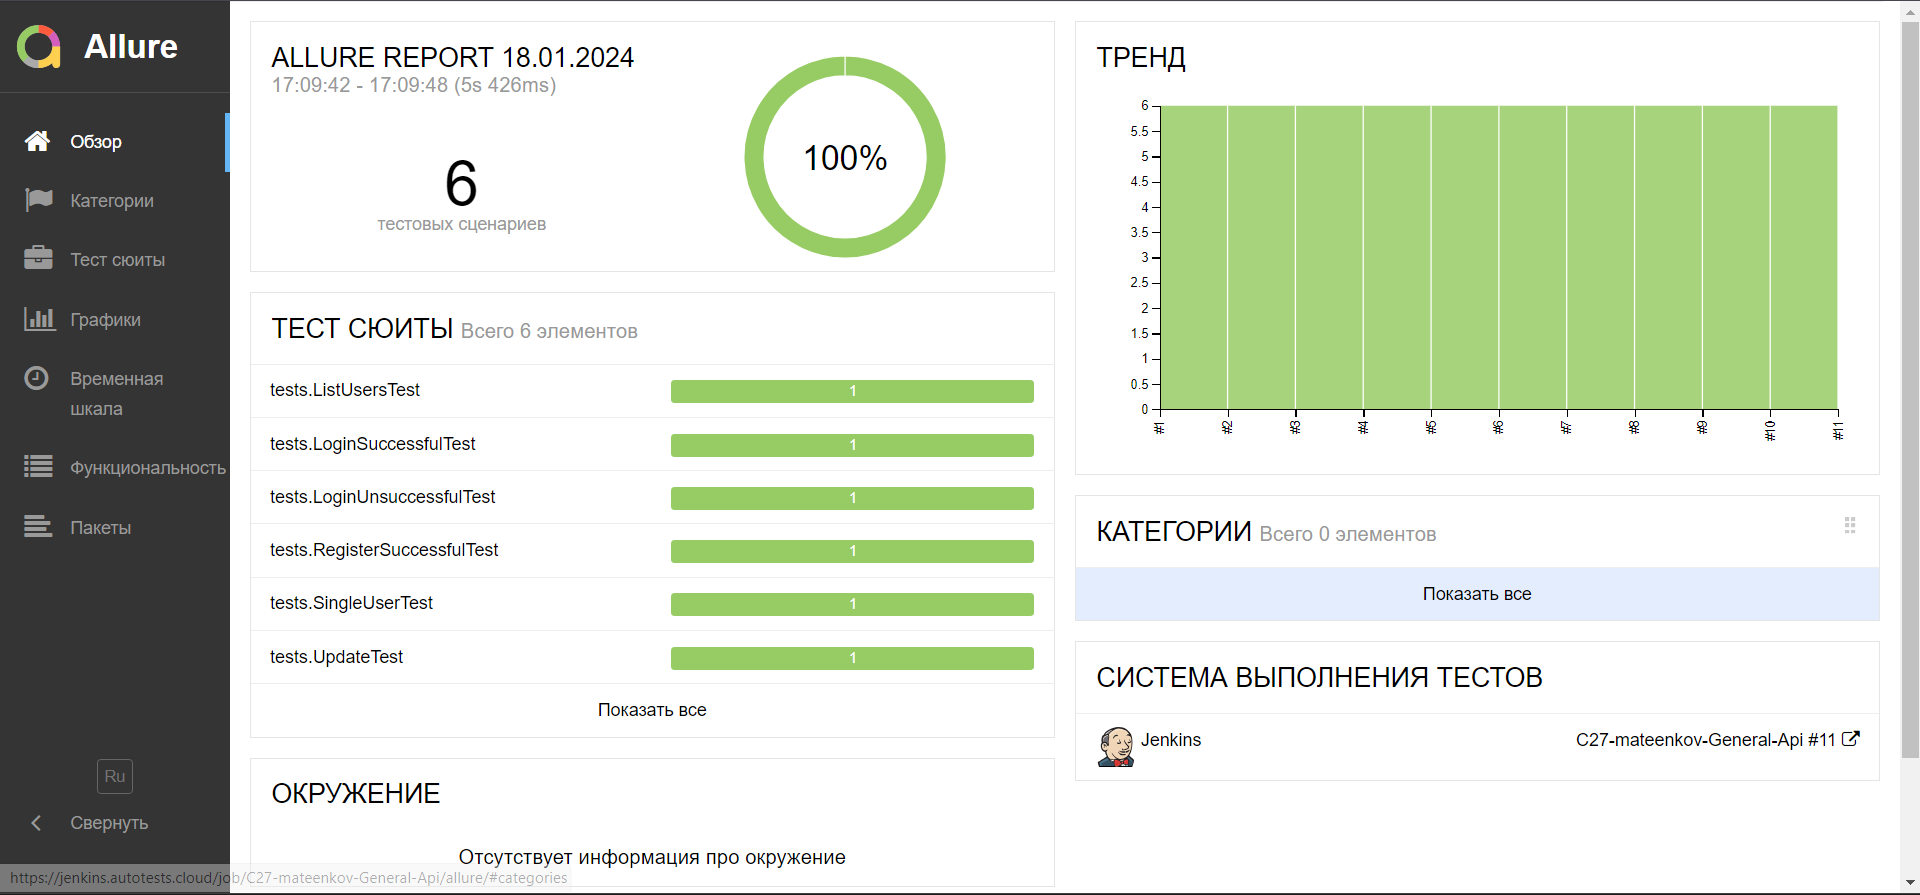 Allure
Обзор
Категории
Тест сюиты
Графики
Временная
шкала
Функциональность
Пакеты
Ru
Свернуть
https://jenkins.autotests.cloud/job/C27-mateenkov-General-Api/allure/#categories
ALLURE REPORT 18.01.2024
17:09:42 - 17:09:48 (5s 426ms)
6
тестовых сценариев
100%
ТЕСТ СЮИТЫ Всего 6 элементов
tests.ListUsersTest 1
tests.LoginSuccessfulTest 1
tests.LoginUnsuccessfulTest 1
tests.RegisterSuccessfulTest 1
tests.SingleUserTest 1
tests.UpdateTest 1
Показать все
ОКРУЖЕНИЕ
Отсутствует информация про окружение
ТРЕНД
6
5.5
5
4.5
4
3.5
3
2.5
2
1.5
1
0.5
0
#1 #2 #3 #4 #5 #6 #7 #8 #9 #10 #11
КАТЕГОРИИ Всего 0 элементов
Показать все
СИСТЕМА ВЫПОЛНЕНИЯ ТЕСТОВ
Jenkins C27-mateenkov-General-Api #11